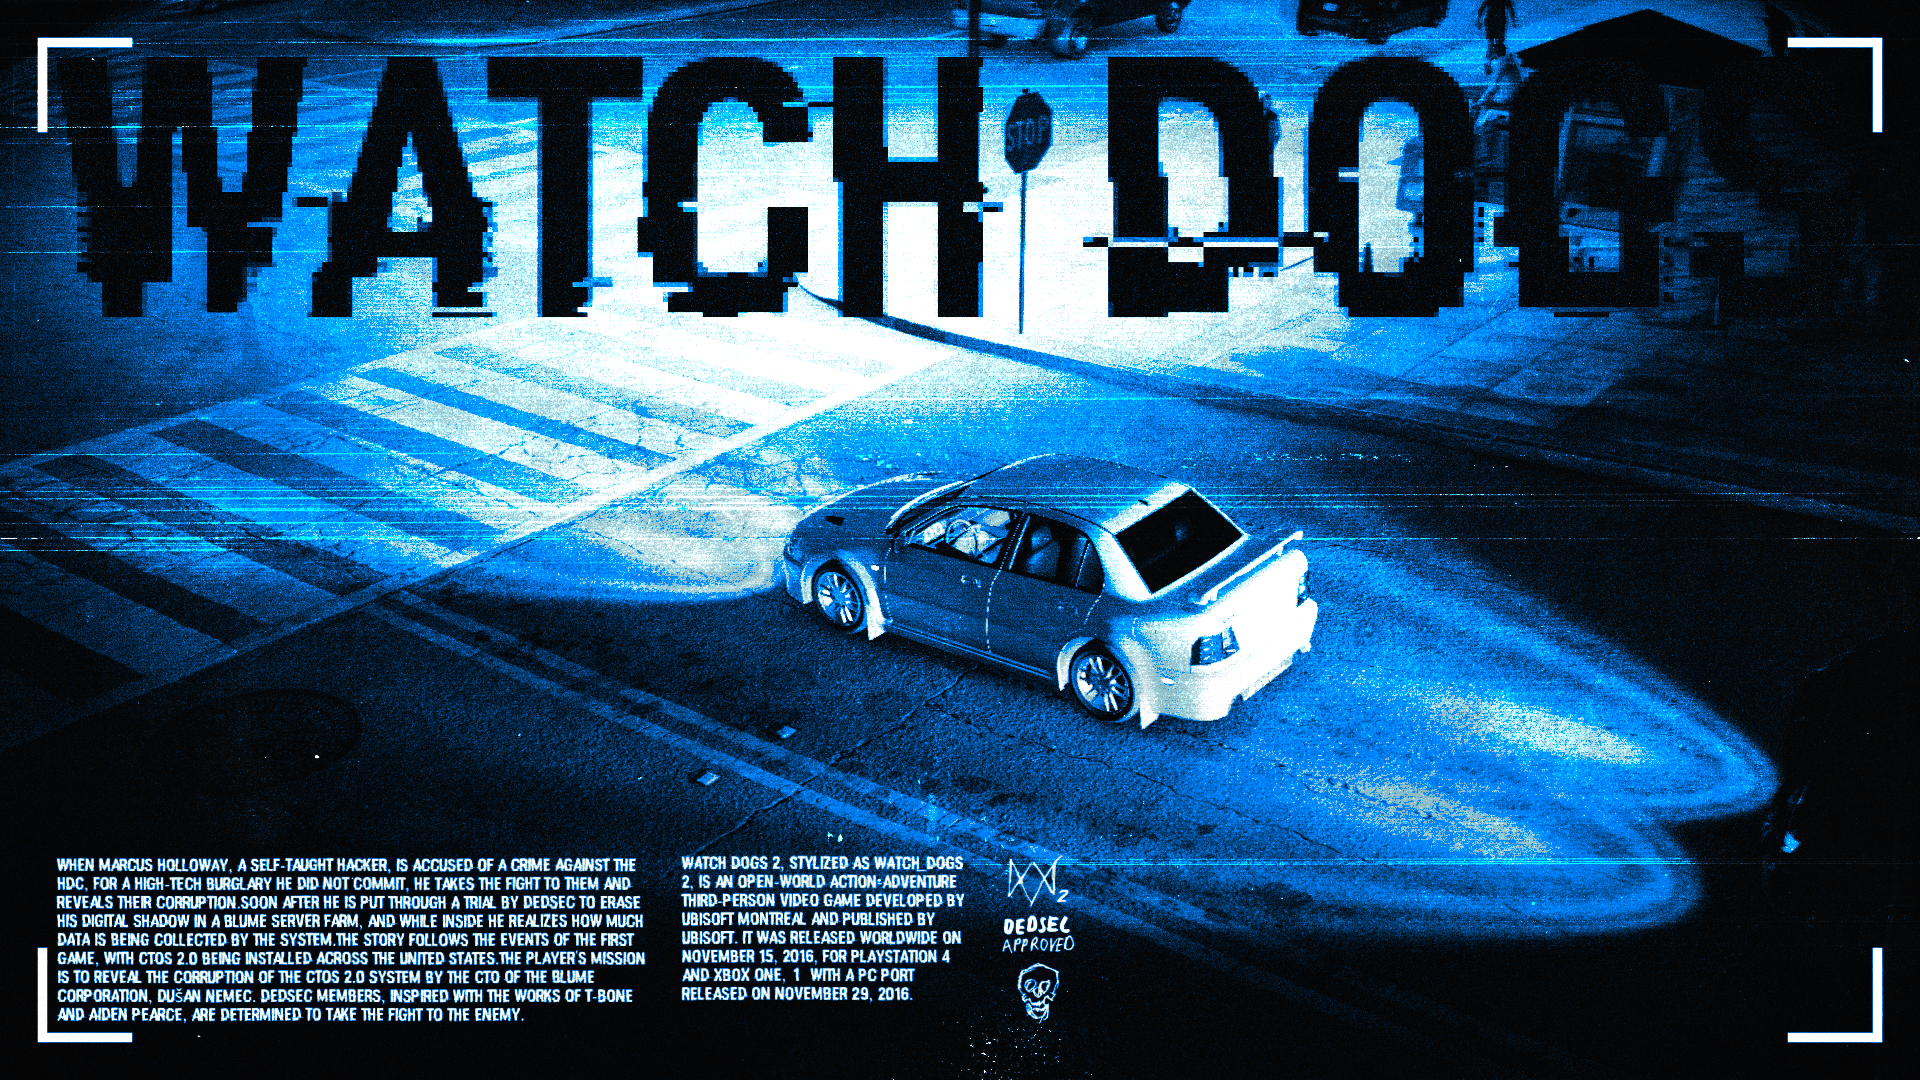 WATCH DOGS
STOP
WHEN MARCUS HOLLOWAY, A SELF-TAUGHT HACKER, IS ACCUSED OF A CRIME AGAINST THE
HDC, FOR A HIGH-TECH BURGLARY HE DID NOT COMMIT, HE TAKES THE FIGHT TO THEM AND
REVEALS THEIR CORRUPTION.SOON AFTER HE IS PUT THROUGH A TRIAL BY DEDSEC TO ERASE
HIS DIGITAL SHADOW IN A BLUME SERVER FARM, AND WHILE INSIDE HE REALIZES HOW MUCH
DATA IS BEING COLLECTED BY THE SYSTEM.THE STORY FOLLOWS THE EVENTS OF THE FIRST
GAME, WITH CTOS 2.0 BEING INSTALLED ACROSS THE UNITED STATES.THE PLAYER'S MISSION
IS TO REVEAL THE CORRUPTION OF THE CTOS 2.0 SYSTEM BY THE CTO OF THE BLUME
CORPORATION, DUŠAN NEMEC. DEDSEC MEMBERS, INSPIRED WITH THE WORKS OF T-BONE
AND AIDEN PEARCE, ARE DETERMINED TO TAKE THE FIGHT TO THE ENEMY.
WATCH DOGS 2, STYLIZED AS WATCH_DOGS
2, IS AN OPEN-WORLD ACTION-ADVENTURE
THIRD-PERSON VIDEO GAME DEVELOPED BY
UBISOFT MONTREAL AND PUBLISHED BY
UBISOFT. IT WAS RELEASED WORLDWIDE ON
NOVEMBER 15, 2016, FOR PLAYSTATION 4
AND XBOX ONE, 1 WITH A PC PORT
RELEASED ON NOVEMBER 29, 2016.
2
DEDSEC
APPROVED